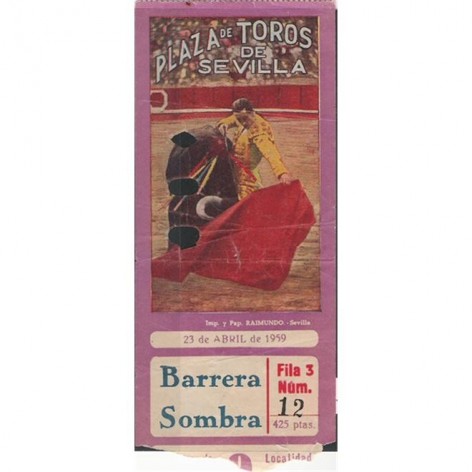 PLAZA DE TOROS
DE
SEVILLA
Imp. y Pap. RAIMUNDO - Sevilla
23 de ABRIL de 1959
Barrera
Sombra
Fila 3
Núm.
12
425 ptas.
Localidad